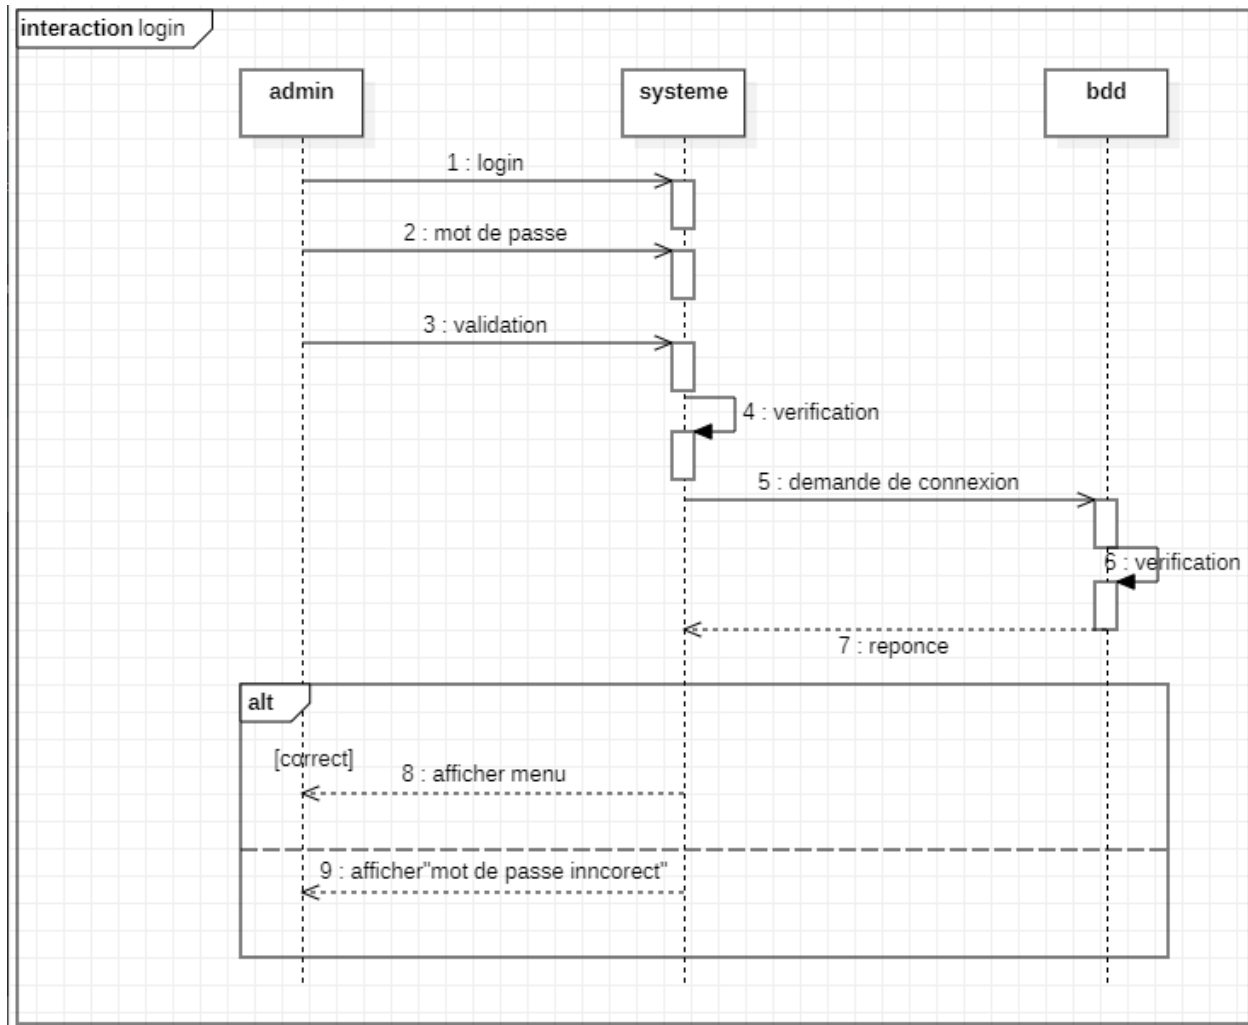 interaction login
admin
systeme
bdd
1 : login
2 : mot de passe
3 : validation
4 : verification
5 : demande de connexion
6 : verification
7 : reponce
alt
[correct]
8 : afficher menu
9 : afficher"mot de passe inncorect"